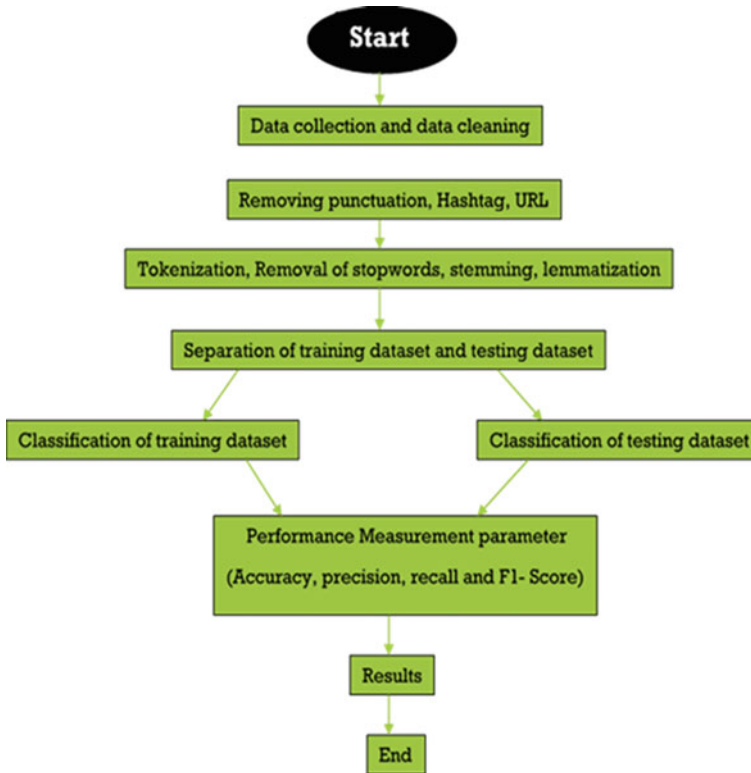 Start
Data collection and data cleaning
Removing punctuation, Hashtag, URL
Tokenization, Removal of stopwords, stemming, lemmatization
Separation of training dataset and testing dataset
Classification of training dataset
Classification of testing dataset
Performance Measurement parameter
(Accuracy, precision, recall and F1- Score)
Results
End